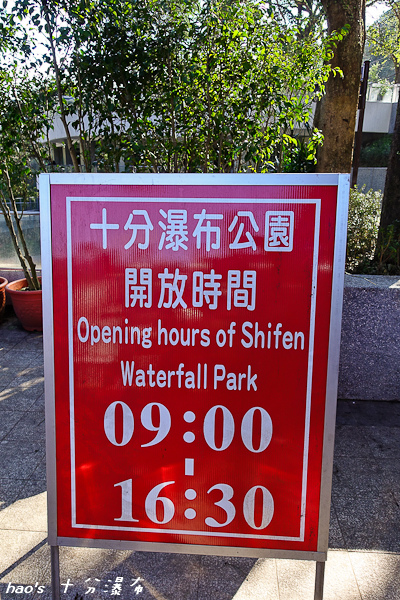 十分瀑布公園
開放時間
Opening hours of Shifen
Waterfall Park
09:00
16:30
hao's 十分瀑布